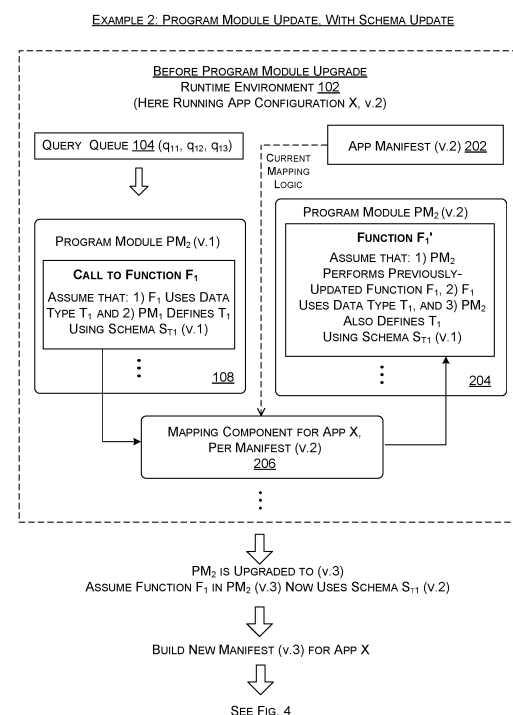 EXAMPLE 2: PROGRAM MODULE UPDATE, WITH SCHEMA UPDATE
BEFORE PROGRAM MODULE UPGRADE
RUNTIME ENVIRONMENT 102
(HERE RUNNING APP CONFIGURATION X, V.2)
QUERY QUEUE 104 (q11, q12, q13)
APP MANIFEST (V.2) 202
CURRENT
MAPPING
LOGIC
PROGRAM MODULE PM2 (V.1)
CALL TO FUNCTION F1
ASSUME THAT: 1) F1 USES DATA
TYPE T1 AND 2) PM1 DEFINES T1
USING SCHEMA ST1 (V.1)
108
PROGRAM MODULE PM2 (V.2)
FUNCTION F1'
ASSUME THAT: 1) PM2
PERFORMS PREVIOUSLY-
UPDATED FUNCTION F1, 2) F1
USES DATA TYPE T1, AND 3) PM2
ALSO DEFINES T1
USING SCHEMA ST1 (V.1)
204
MAPPING COMPONENT FOR APP X,
PER MANIFEST (V.2)
206
PM2 IS UPGRADED TO (V.3)
ASSUME FUNCTION F1 IN PM2 (V.3) NOW USES SCHEMA ST1 (V.2)
BUILD NEW MANIFEST (V.3) FOR APP X
SEE FIG. 4